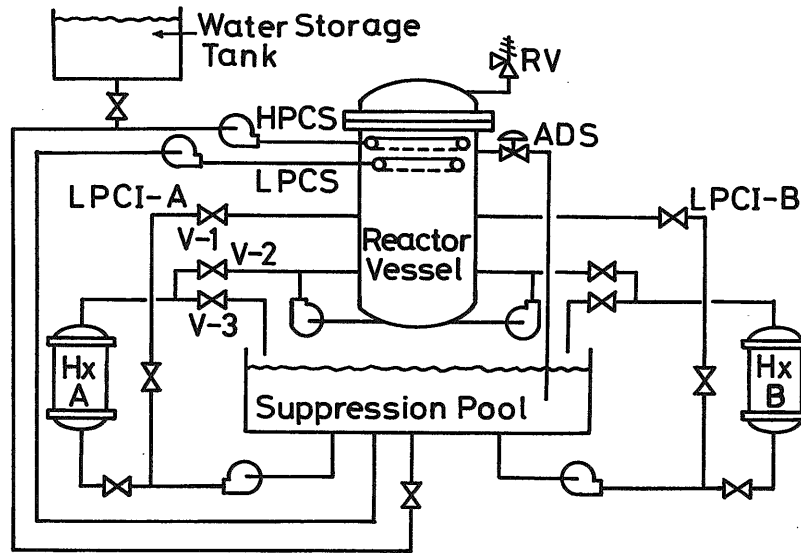 Water Storage
Tank
RV
HPCS
ADS
LPCS
LPCI-A
LPCI-B
V-1
Reactor
Vessel
V-2
V-3
Hx
A
Hx
B
Suppression Pool